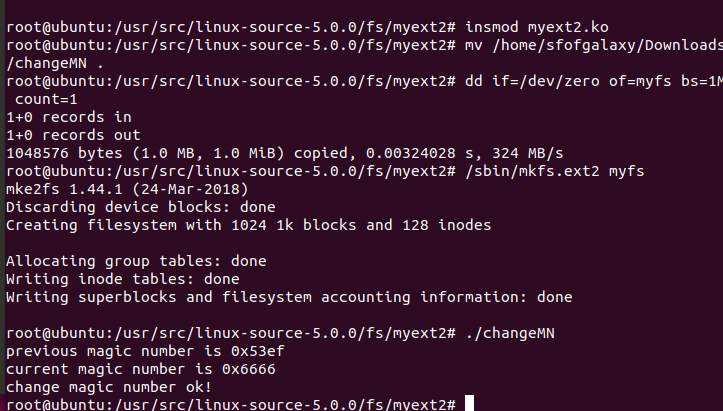 root@ubuntu:/usr/src/linux-source-5.0.0/fs/myext2# insmod myext2.ko
root@ubuntu:/usr/src/linux-source-5.0.0/fs/myext2# mv /home/sfofgalaxy/Downloads
/changeMN .
root@ubuntu:/usr/src/linux-source-5.0.0/fs/myext2# dd if=/dev/zero of=myfs bs=1M
 count=1
1+0 records in
1+0 records out
1048576 bytes (1.0 MB, 1.0 MiB) copied, 0.00324028 s, 324 MB/s
root@ubuntu:/usr/src/linux-source-5.0.0/fs/myext2# /sbin/mkfs.ext2 myfs
mke2fs 1.44.1 (24-Mar-2018)
Discarding device blocks: done
Creating filesystem with 1024 1k blocks and 128 inodes

Allocating group tables: done
Writing inode tables: done
Writing superblocks and filesystem accounting information: done

root@ubuntu:/usr/src/linux-source-5.0.0/fs/myext2# ./changeMN
previous magic number is 0x53ef
current magic number is 0x6666
change magic number ok!
root@ubuntu:/usr/src/linux-source-5.0.0/fs/myext2#